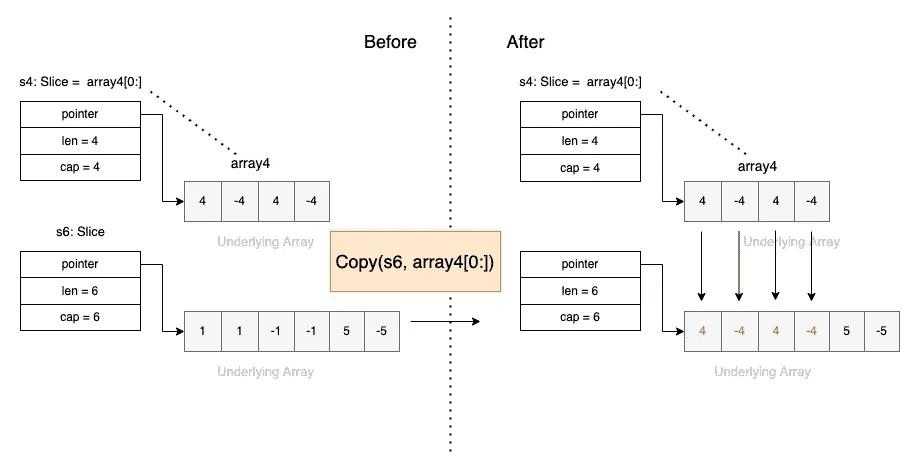 Before
After
s4: Slice = array4[0:]
pointer
len = 4
cap = 4
array4
4 -4 4 -4
Underlying Array
s6: Slice
pointer
len = 6
cap = 6
1 1 -1 -1 5 -5
Underlying Array
Copy(s6, array4[0:])
s4: Slice = array4[0:]
pointer
len = 4
cap = 4
array4
4 -4 4 -4
Underlying Array
pointer
len = 6
cap = 6
4 -4 4 -4 5 -5
Underlying Array